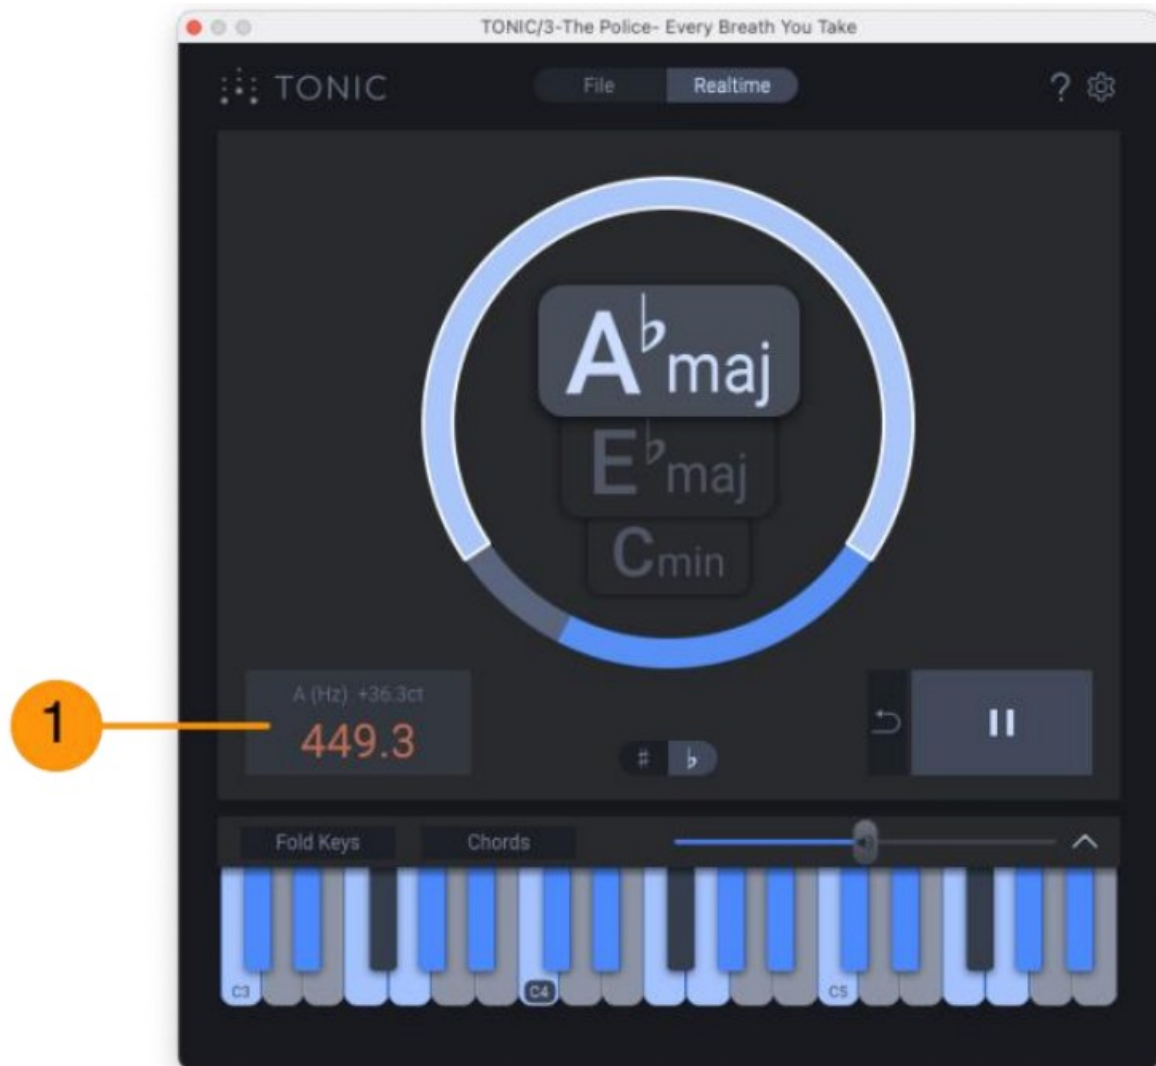 TONIC/3-The Police- Every Breath You Take
TONIC
File Realtime ?
A♭maj
E♭maj
Cmin
A (Hz) +36.3ct
449.3
1
♯ ♭
Fold Keys Chords
C3 C4 C5